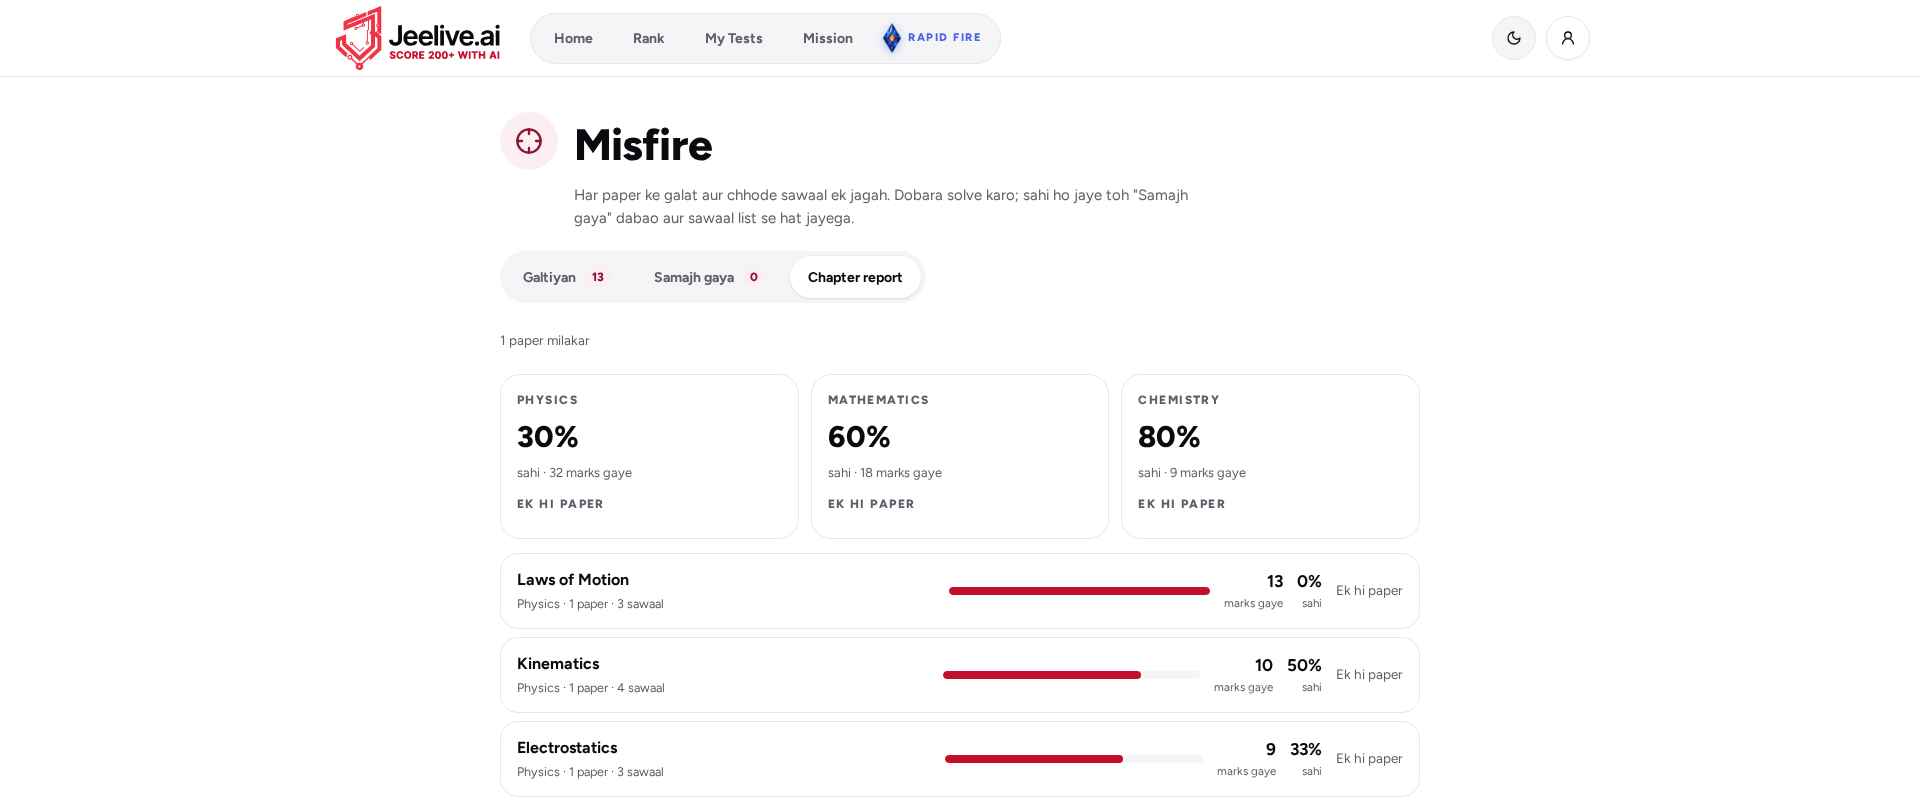 Jeelive.ai
SCORE 200+ WITH AI
Home
Rank
My Tests
Mission
RAPID FIRE
Misfire
Har paper ke galat aur chhode sawaal ek jagah. Dobara solve karo; sahi ho jaye toh "Samajh
gaya" dabao aur sawaal list se hat jayega.
Galtiyan 13
Samajh gaya 0
Chapter report
1 paper milakar
PHYSICS
30%
sahi · 32 marks gaye
EK HI PAPER
MATHEMATICS
60%
sahi · 18 marks gaye
EK HI PAPER
CHEMISTRY
80%
sahi · 9 marks gaye
EK HI PAPER
Laws of Motion
Physics · 1 paper · 3 sawaal
13
marks gaye
0%
sahi
Ek hi paper
Kinematics
Physics · 1 paper · 4 sawaal
10
marks gaye
50%
sahi
Ek hi paper
Electrostatics
Physics · 1 paper · 3 sawaal
9
marks gaye
33%
sahi
Ek hi paper